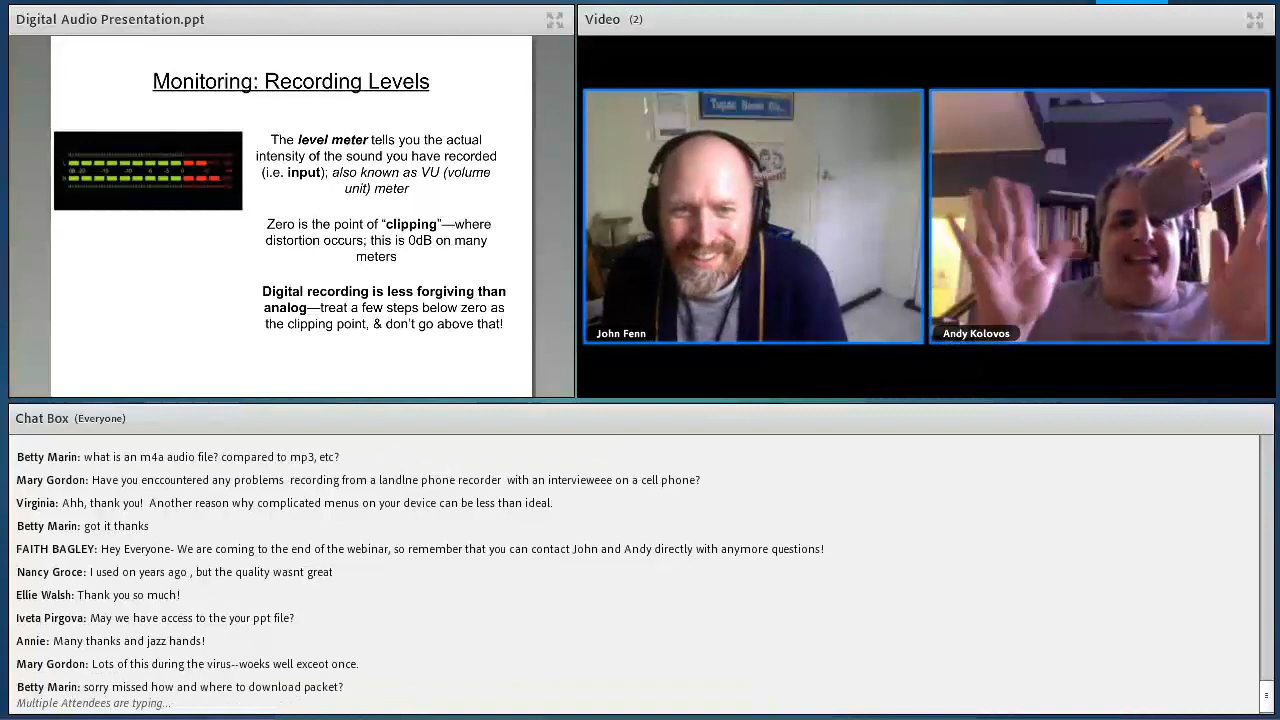 Digital Audio Presentation.ppt
Monitoring: Recording Levels
The level meter tells you the actual
intensity of the sound you have recorded
(i.e. input); also known as VU (volume
unit) meter
Zero is the point of “clipping”—where
distortion occurs; this is 0dB on many
meters
Digital recording is less forgiving than
analog—treat a few steps below zero as
the clipping point, & don't go above that!
Video (2)
John Fenn
Andy Kolovos
Chat Box (Everyone)
Betty Marin: what is an m4a audio file? compared to mp3, etc?
Mary Gordon: Have you enccountered any problems recording from a landlne phone recorder with an interviewee on a cell phone?
Virginia: Ahh, thank you! Another reason why complicated menus on your device can be less than ideal.
Betty Marin: got it thanks
FAITH BAGLEY: Hey Everyone- We are coming to the end of the webinar, so remember that you can contact John and Andy directly with anymore questions!
Nancy Groce: I used on years ago , but the quality wasnt great
Ellie Walsh: Thank you so much!
Iveta Pirgova: May we have access to the your ppt file?
Annie: Many thanks and jazz hands!
Mary Gordon: Lots of this during the virus--woeks well exceot once.
Betty Marin: sorry missed how and where to download packet?
Multiple Attendees are typing...